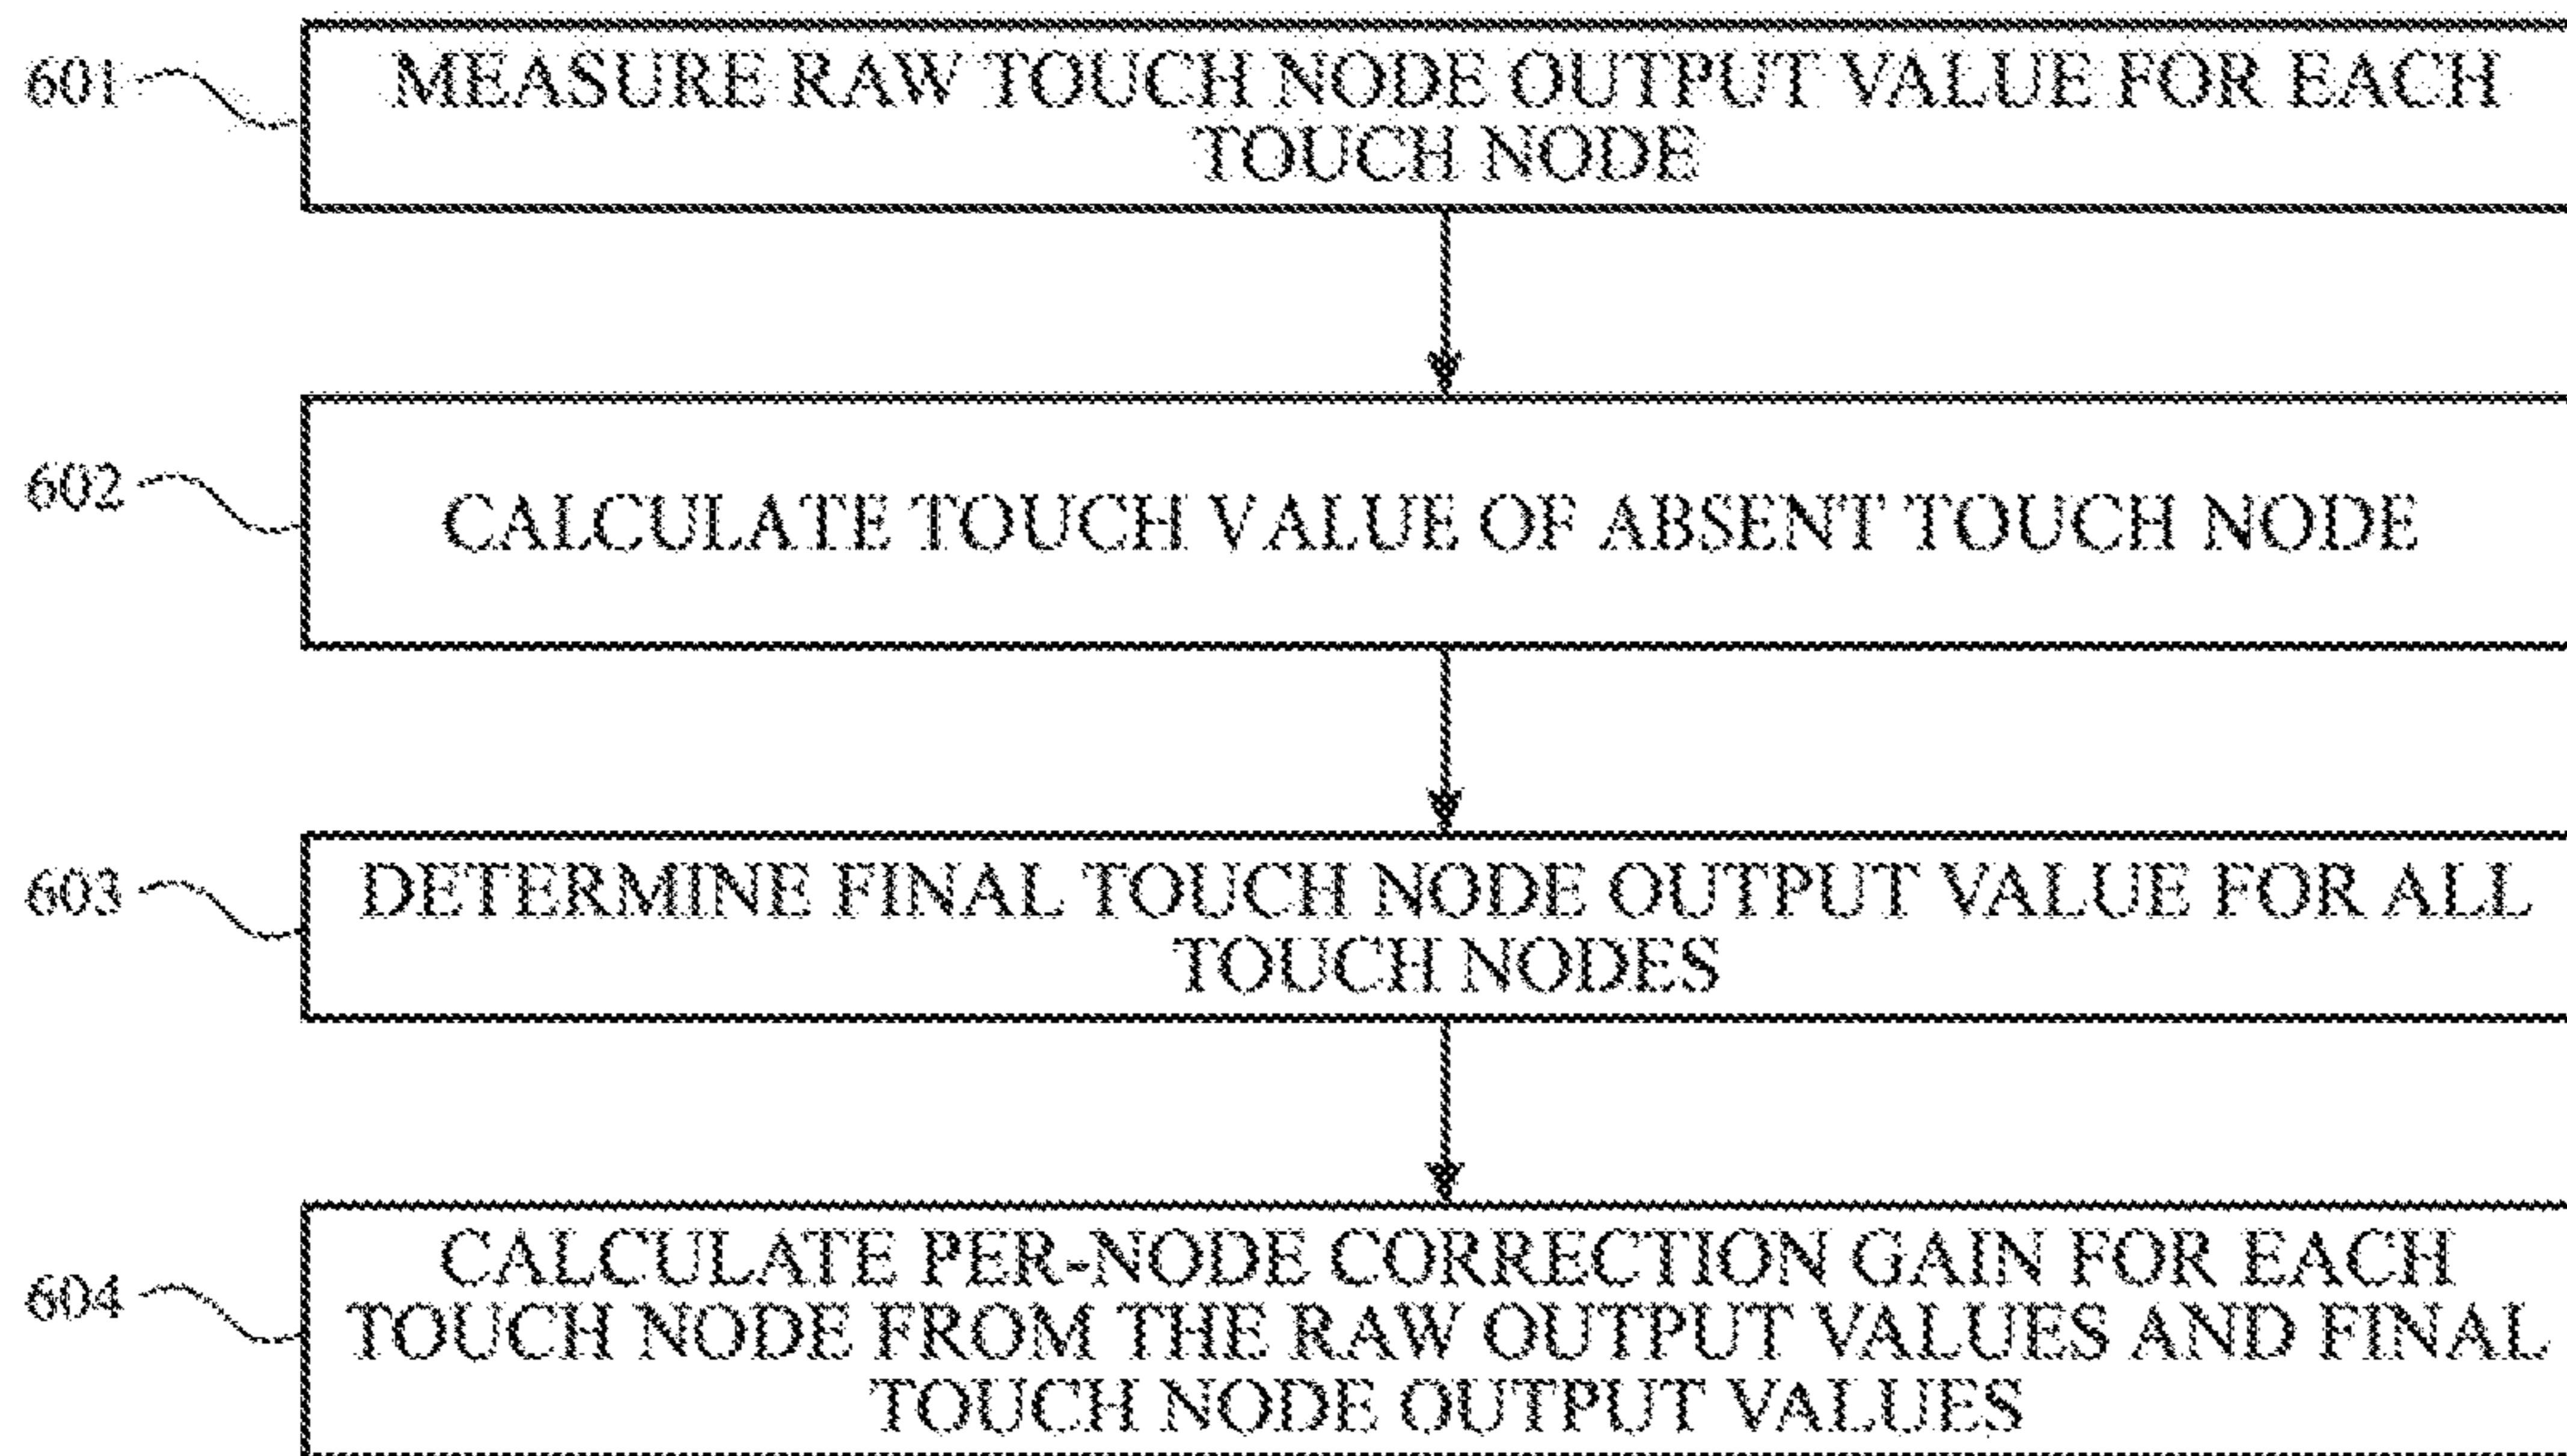 601
MEASURE RAW TOUCH NODE OUTPUT VALUE FOR EACH
TOUCH NODE
602
CALCULATE TOUCH VALUE OF ABSENT TOUCH NODE
603
DETERMINE FINAL TOUCH NODE OUTPUT VALUE FOR ALL
TOUCH NODES
604
CALCULATE PER-NODE CORRECTION GAIN FOR EACH
TOUCH NODE FROM THE RAW OUTPUT VALUES AND FINAL
TOUCH NODE OUTPUT VALUES